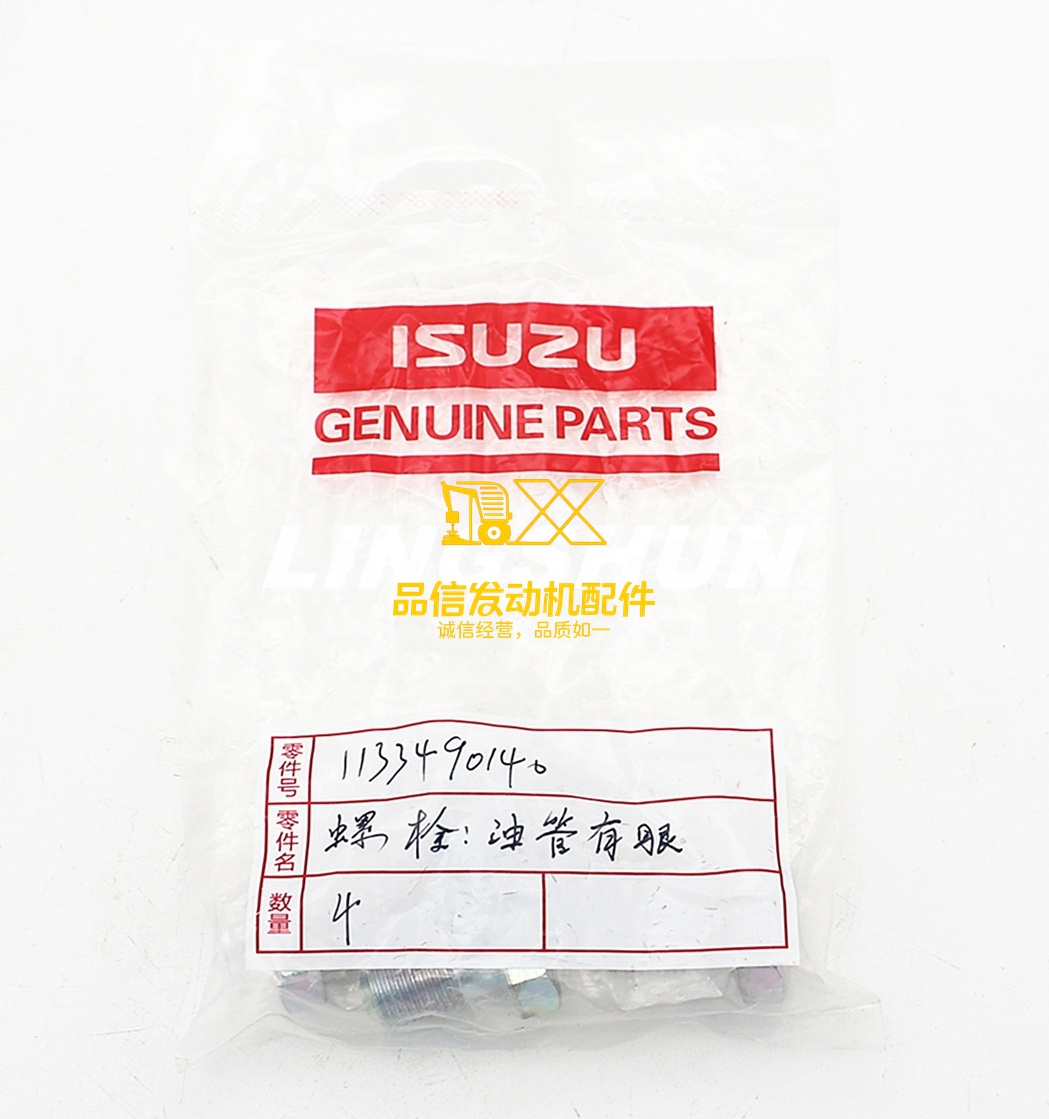 ISUZU
GENUINE PARTS
LINGSHUN
品信发动机配件
诚信经营，品质如一
零件号 1133490140
零件名 螺栓：油管有眼
数量 4